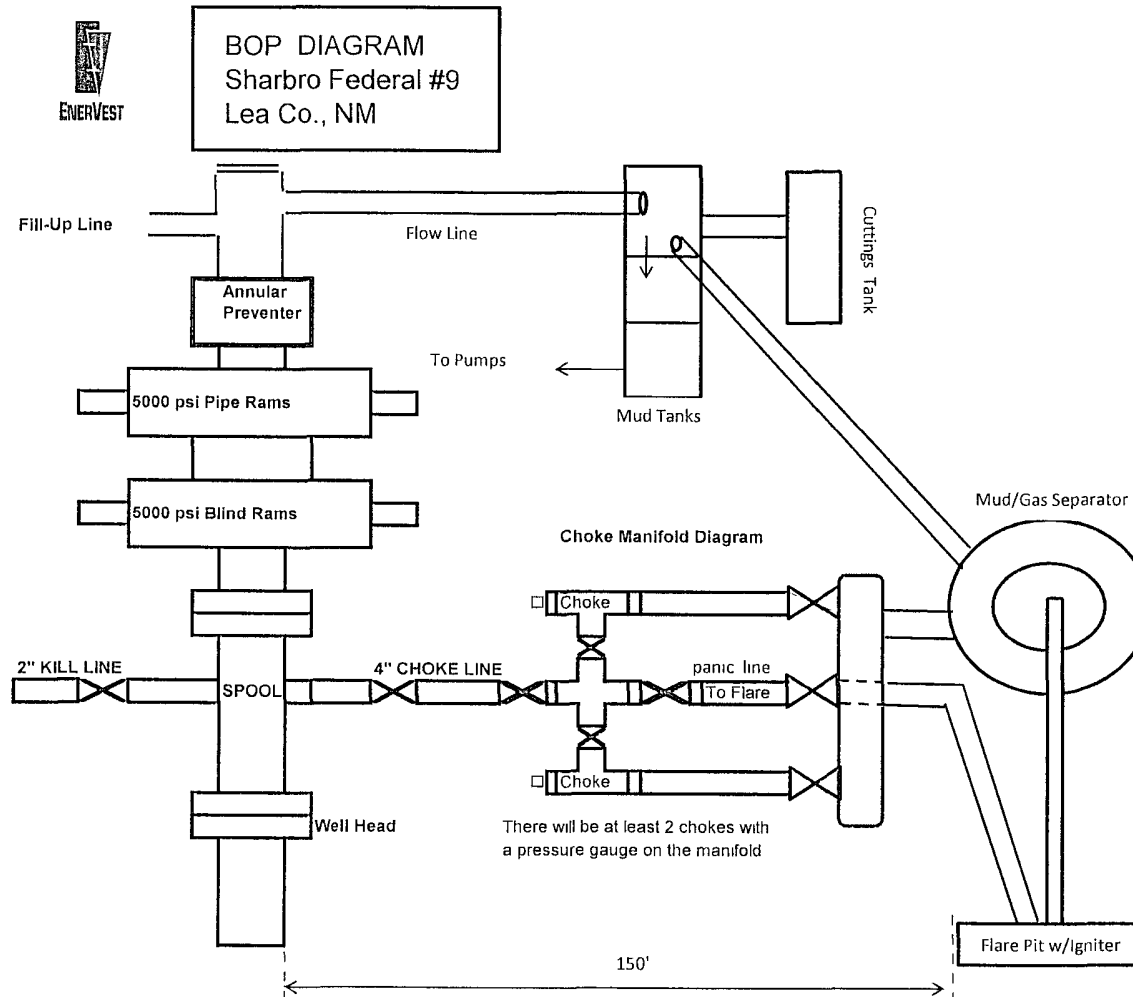 BOP DIAGRAM
Sharbro Federal #9
Lea Co., NM
ENERVEST
Fill-Up Line
Flow Line
Cuttings Tank
Annular
Preventer
To Pumps
Mud Tanks
5000 psi Pipe Rams
5000 psi Blind Rams
Mud/Gas Separator
Choke Manifold Diagram
Choke
2" KILL LINE
4" CHOKE LINE
panic line
SPOOL
To Flare
Choke
Well Head
There will be at least 2 chokes with
a pressure gauge on the manifold
Flare Pit w/Igniter
150'